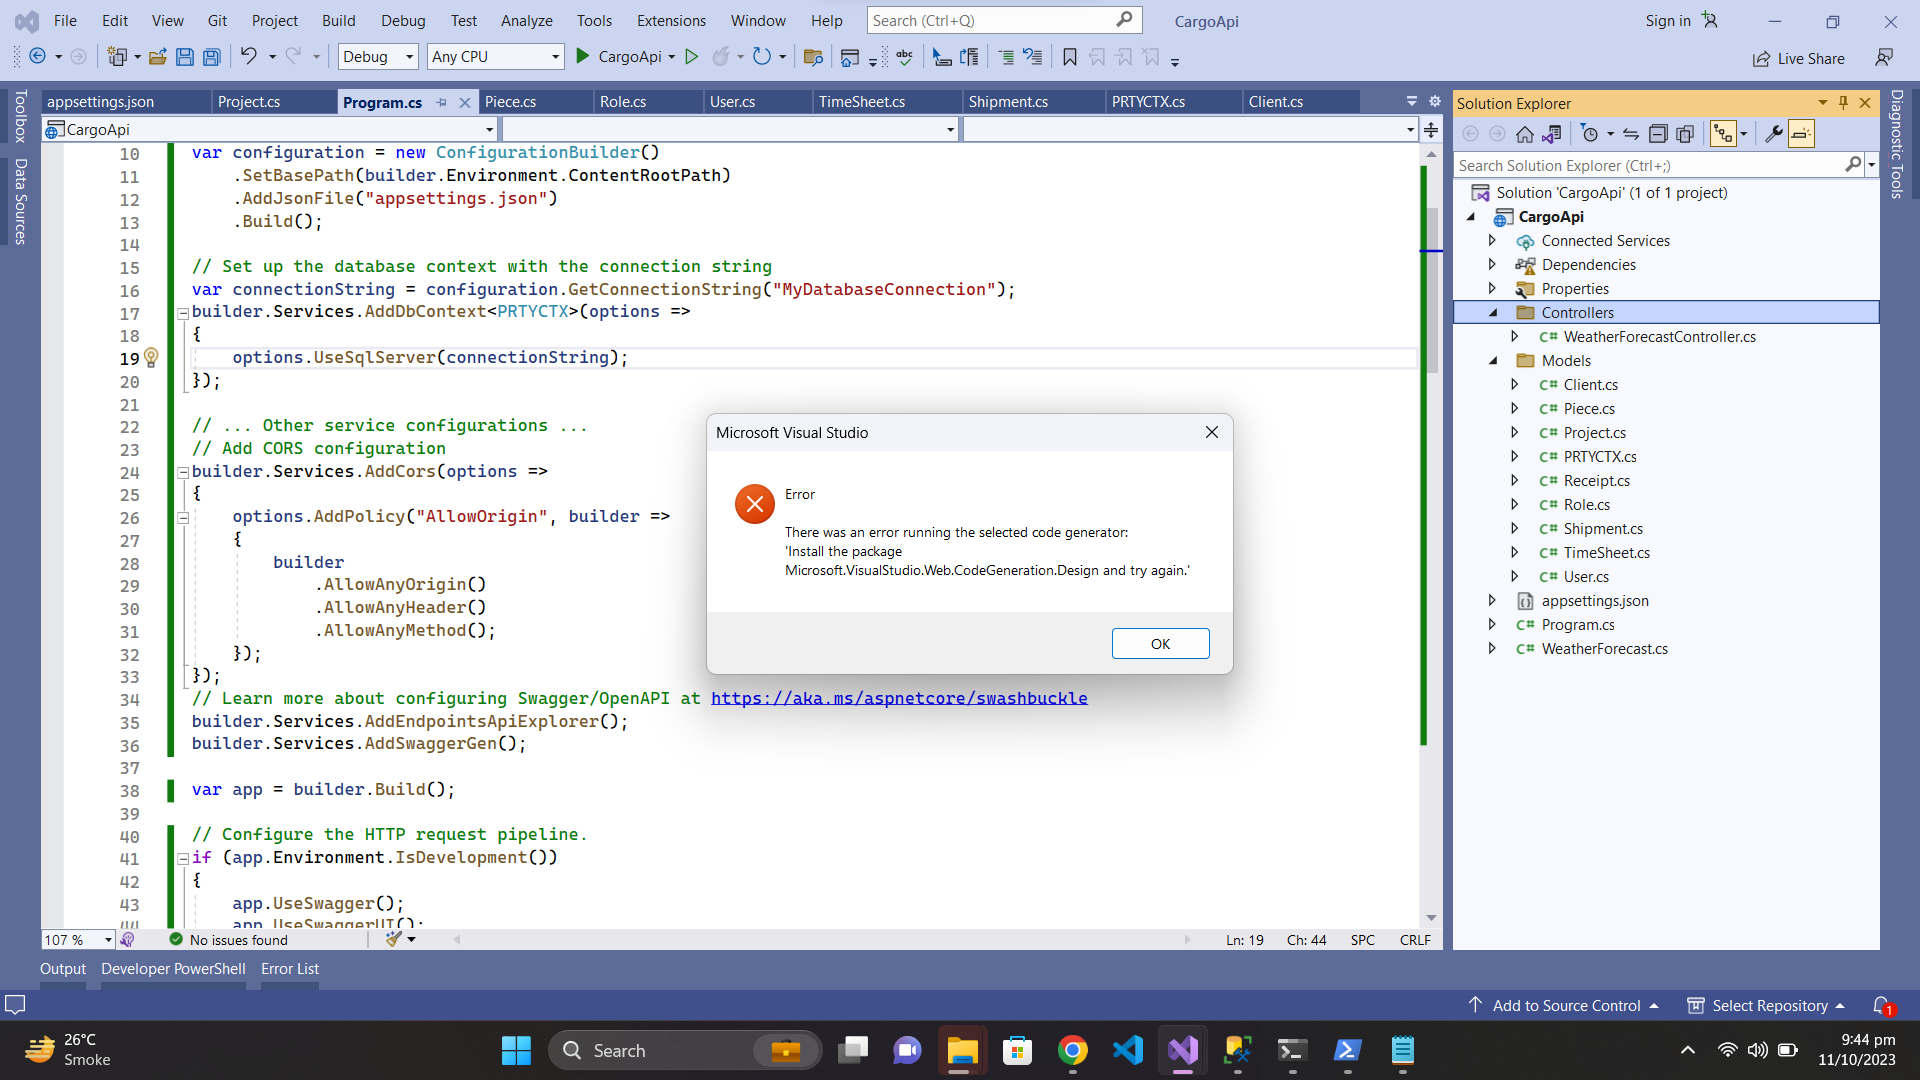 File Edit View Git Project Build Debug Test Analyze Tools Extensions Window Help Search (Ctrl+Q) CargoApi Sign in
Debug Any CPU CargoApi Live Share
Toolbox
Data Sources
appsettings.json Project.cs Program.cs Piece.cs Role.cs User.cs TimeSheet.cs Shipment.cs PRTYCTX.cs Client.cs
CargoApi
10 var configuration = new ConfigurationBuilder()
11 .SetBasePath(builder.Environment.ContentRootPath)
12 .AddJsonFile("appsettings.json")
13 .Build();
14
15 // Set up the database context with the connection string
16 var connectionString = configuration.GetConnectionString("MyDatabaseConnection");
17 builder.Services.AddDbContext<PRTYCTX>(options =>
18 {
19 options.UseSqlServer(connectionString);
20 });
21
22 // ... Other service configurations ...
23 // Add CORS configuration
24 builder.Services.AddCors(options =>
25 {
26 options.AddPolicy("AllowOrigin", builder =>
27 {
28 builder
29 .AllowAnyOrigin()
30 .AllowAnyHeader()
31 .AllowAnyMethod();
32 });
33 });
34 // Learn more about configuring Swagger/OpenAPI at https://aka.ms/aspnetcore/swashbuckle
35 builder.Services.AddEndpointsApiExplorer();
36 builder.Services.AddSwaggerGen();
37
38 var app = builder.Build();
39
40 // Configure the HTTP request pipeline.
41 if (app.Environment.IsDevelopment())
42 {
43 app.UseSwagger();
44 app.UseSwaggerUI();
Microsoft Visual Studio
Error
There was an error running the selected code generator:
'Install the package
Microsoft.VisualStudio.Web.CodeGeneration.Design and try again.'
OK
107 % No issues found Ln: 19 Ch: 44 SPC CRLF
Solution Explorer
Search Solution Explorer (Ctrl+;)
Solution 'CargoApi' (1 of 1 project)
CargoApi
Connected Services
Dependencies
Properties
Controllers
C# WeatherForecastController.cs
Models
C# Client.cs
C# Piece.cs
C# Project.cs
C# PRTYCTX.cs
C# Receipt.cs
C# Role.cs
C# Shipment.cs
C# TimeSheet.cs
C# User.cs
appsettings.json
C# Program.cs
C# WeatherForecast.cs
Diagnostic Tools
Output Developer PowerShell Error List
Add to Source Control Select Repository 1
26°C
Smoke
Search
9:44 pm
11/10/2023